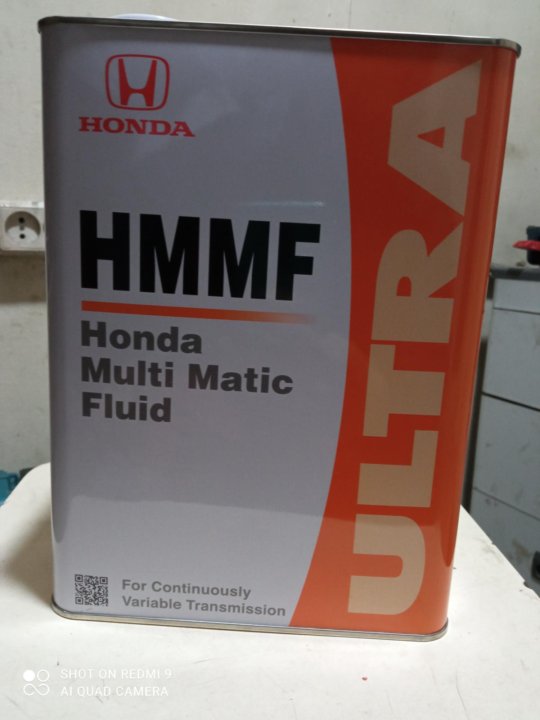 HONDA
HMMF
Honda
Multi Matic
Fluid
ULTRA
For Continuously
Variable Transmission
SHOT ON REDMI 9
AI QUAD CAMERA